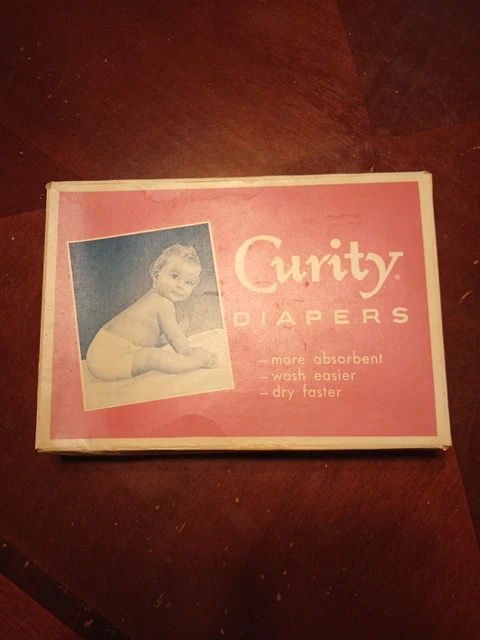 Curity®
DIAPERS
– more absorbent
– wash easier
– dry faster